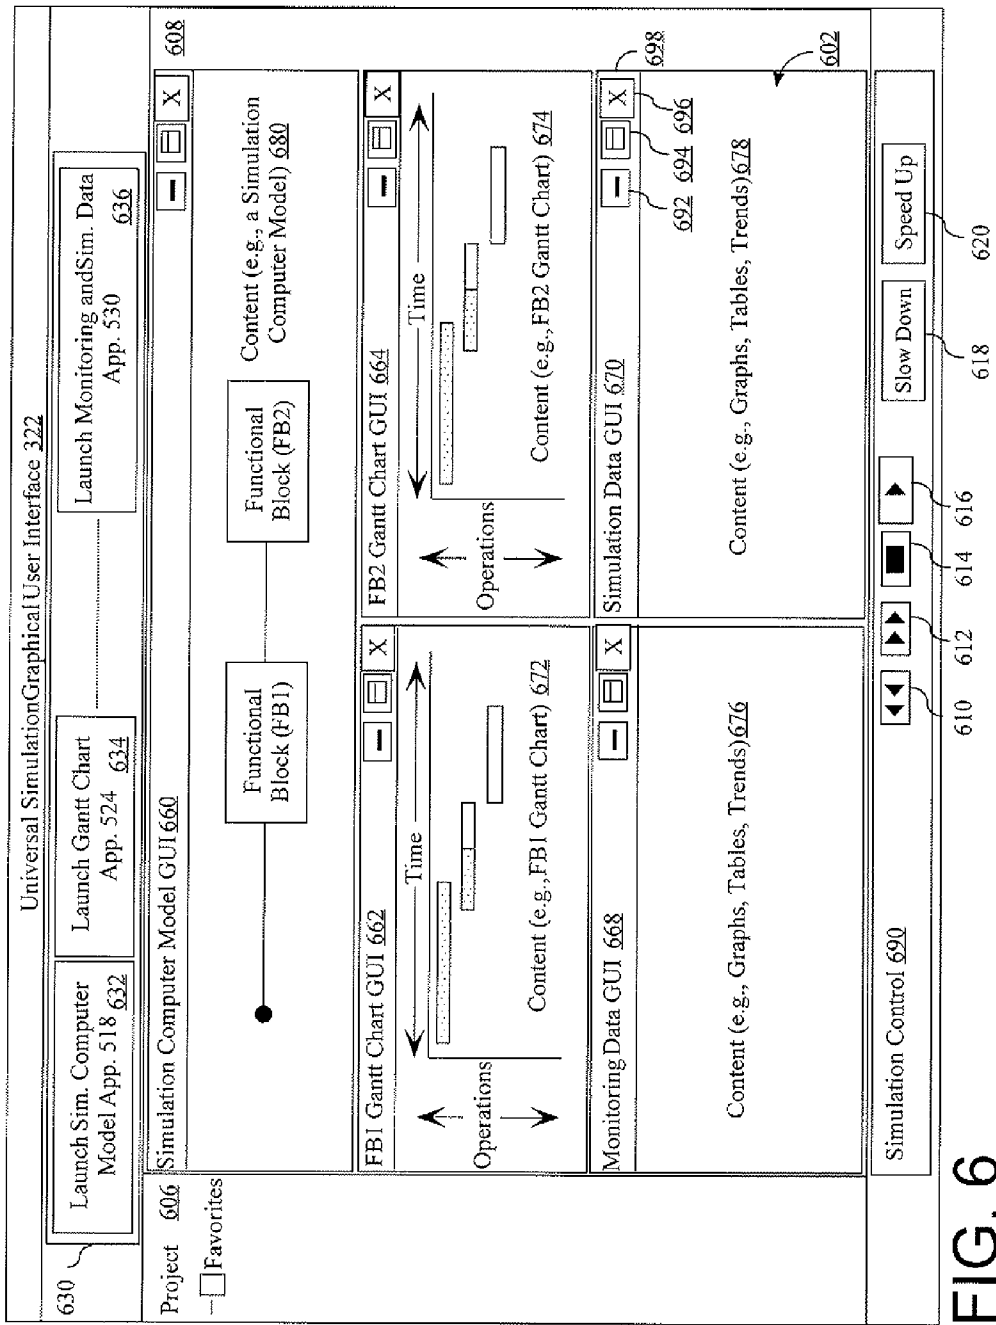 Universal SimulationGraphical User Interface 322
630
Launch Sim. Computer
Model App. 518 632
Launch Gantt Chart
App. 524 634
Launch Monitoring andSim. Data
App. 530 636
Project 606
Favorites
608
Simulation Computer Model GUI 660
X
Functional
Block (FB1)
Functional
Block (FB2)
Content (e.g., a Simulation
Computer Model) 680
FB1 Gantt Chart GUI 662
X
Time
Operations
Content (e.g., FB1 Gantt Chart) 672
FB2 Gantt Chart GUI 664
X
Time
Operations
Content (e.g., FB2 Gantt Chart) 674
Monitoring Data GUI 668
X
Content (e.g., Graphs, Tables, Trends) 676
Simulation Data GUI 670
X
698
692
694
696
Content (e.g., Graphs, Tables, Trends) 678
602
Simulation Control 690
Slow Down
Speed Up
610
612
614
616
618
620
FIG. 6